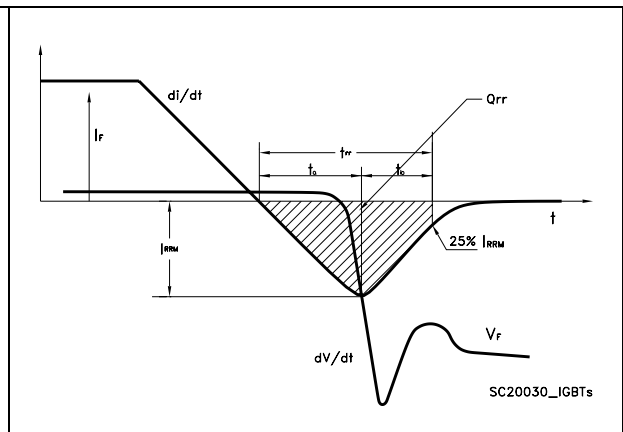 di/dt
Qrr
IF
trr
ta
tb
t
IRRM
25% IRRM
dV/dt
VF
SC20030_IGBTs